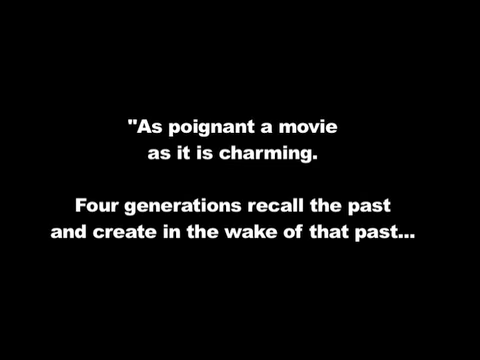 "As poignant a movie
as it is charming.
Four generations recall the past
and create in the wake of that past...